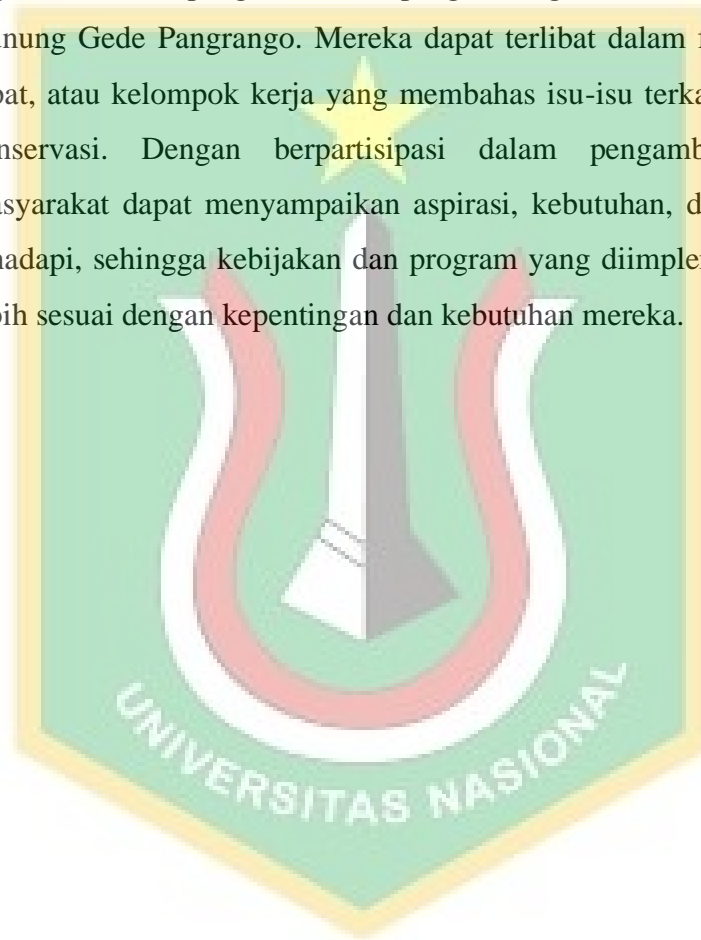 unung Gede Pangrango. Mereka dapat terlibat dalam f
pat, atau kelompok kerja yang membahas isu-isu terka
nservasi. Dengan berpartisipasi dalam pengamb
asyarakat dapat menyampaikan aspirasi, kebutuhan, d
hadapi, sehingga kebijakan dan program yang diimpler
bih sesuai dengan kepentingan dan kebutuhan mereka.
UNIVERSITAS NASIONAL